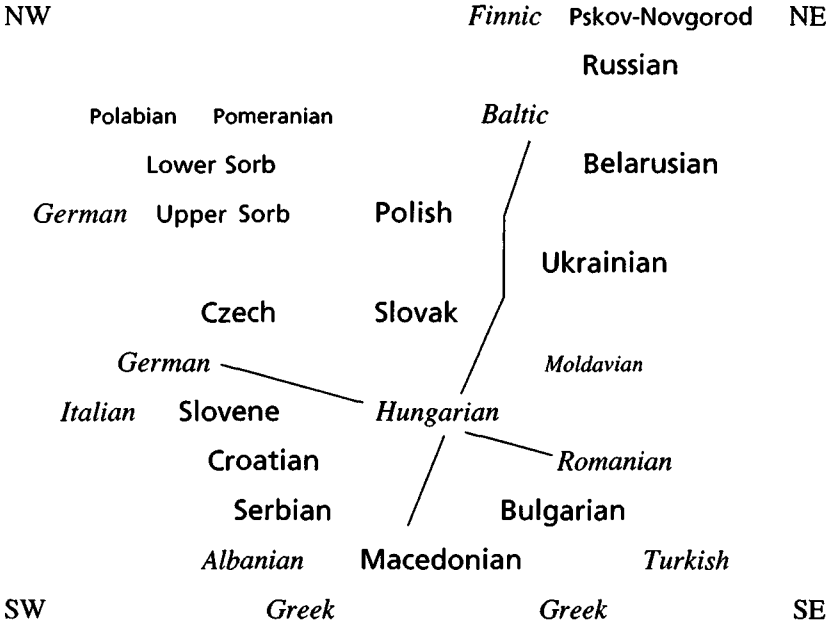 NW Finnic Pskov-Novgorod NE
Russian
Polabian Pomeranian Baltic
Lower Sorb Belarusian
German Upper Sorb Polish
Ukrainian
Czech Slovak
German Moldavian
Italian Slovene Hungarian
Croatian Romanian
Serbian Bulgarian
Albanian Macedonian Turkish
SW Greek Greek SE